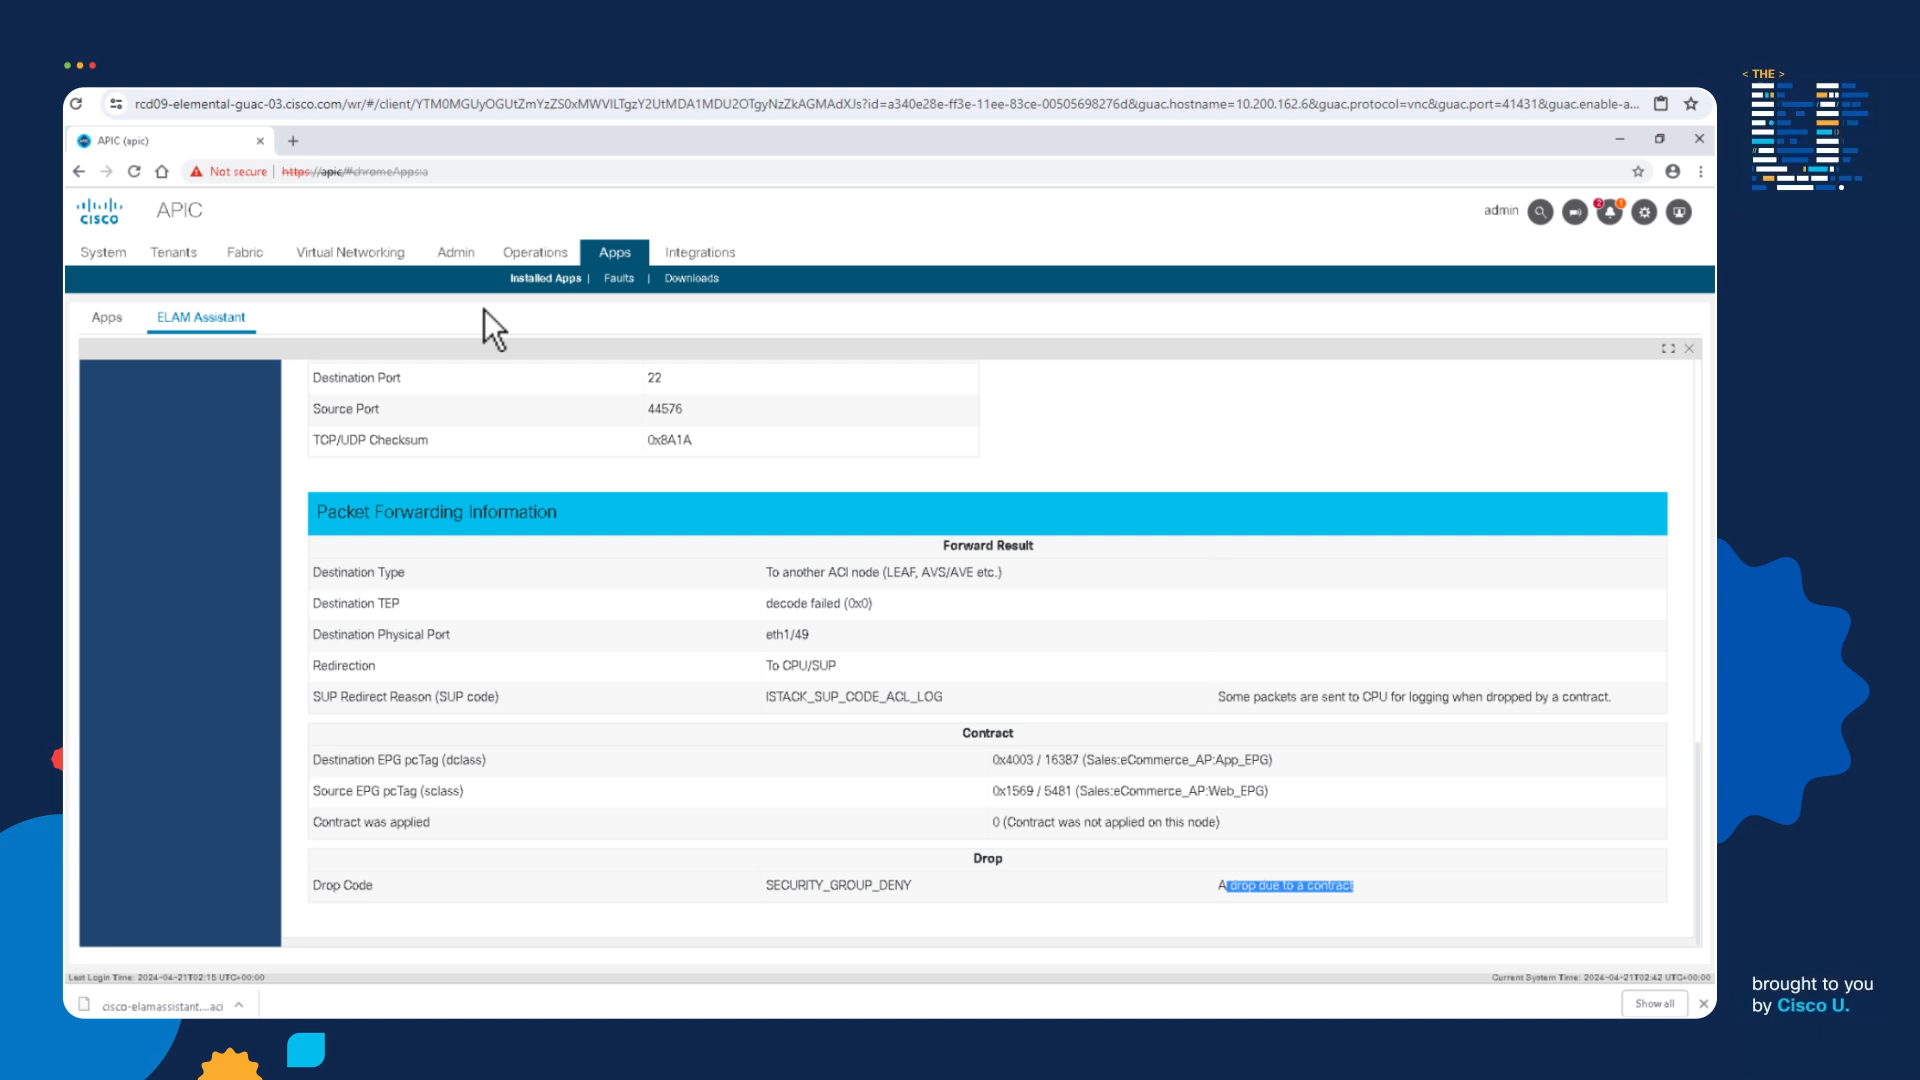 < THE >
rcd09-elemental-guac-03.cisco.com/wr/#/client/YTM0MGUyOGUtZmYzZS0xMWVlLTgzY2UtMDA1MDU2OTgyNzZkAGMAdXJs?id=a340e28e-ff3e-11ee-83ce-00505698276d&guac.hostname=10.200.162.6&guac.protocol=vnc&guac.port=41431&guac.enable-a...
APIC (apic)
Not secure | https://apic/#chromeApps:a
CISCO APIC admin 2 1
System Tenants Fabric Virtual Networking Admin Operations Apps Integrations
Installed Apps | Faults | Downloads
Apps ELAM Assistant
Destination Port 22
Source Port 44576
TCP/UDP Checksum 0x8A1A
Packet Forwarding Information
Forward Result
Destination Type To another ACI node (LEAF, AVS/AVE etc.)
Destination TEP decode failed (0x0)
Destination Physical Port eth1/49
Redirection To CPU/SUP
SUP Redirect Reason (SUP code) ISTACK_SUP_CODE_ACL_LOG Some packets are sent to CPU for logging when dropped by a contract.
Contract
Destination EPG pcTag (dclass) 0x4003 / 16387 (Sales:eCommerce_AP:App_EPG)
Source EPG pcTag (sclass) 0x1569 / 5481 (Sales:eCommerce_AP:Web_EPG)
Contract was applied 0 (Contract was not applied on this node)
Drop
Drop Code SECURITY_GROUP_DENY A drop due to a contract
Last Login Time: 2024-04-21T02:15 UTC+00:00 Current System Time: 2024-04-21T02:42 UTC+00:00
cisco-elamassistant....aci Show all
brought to you
by Cisco U.